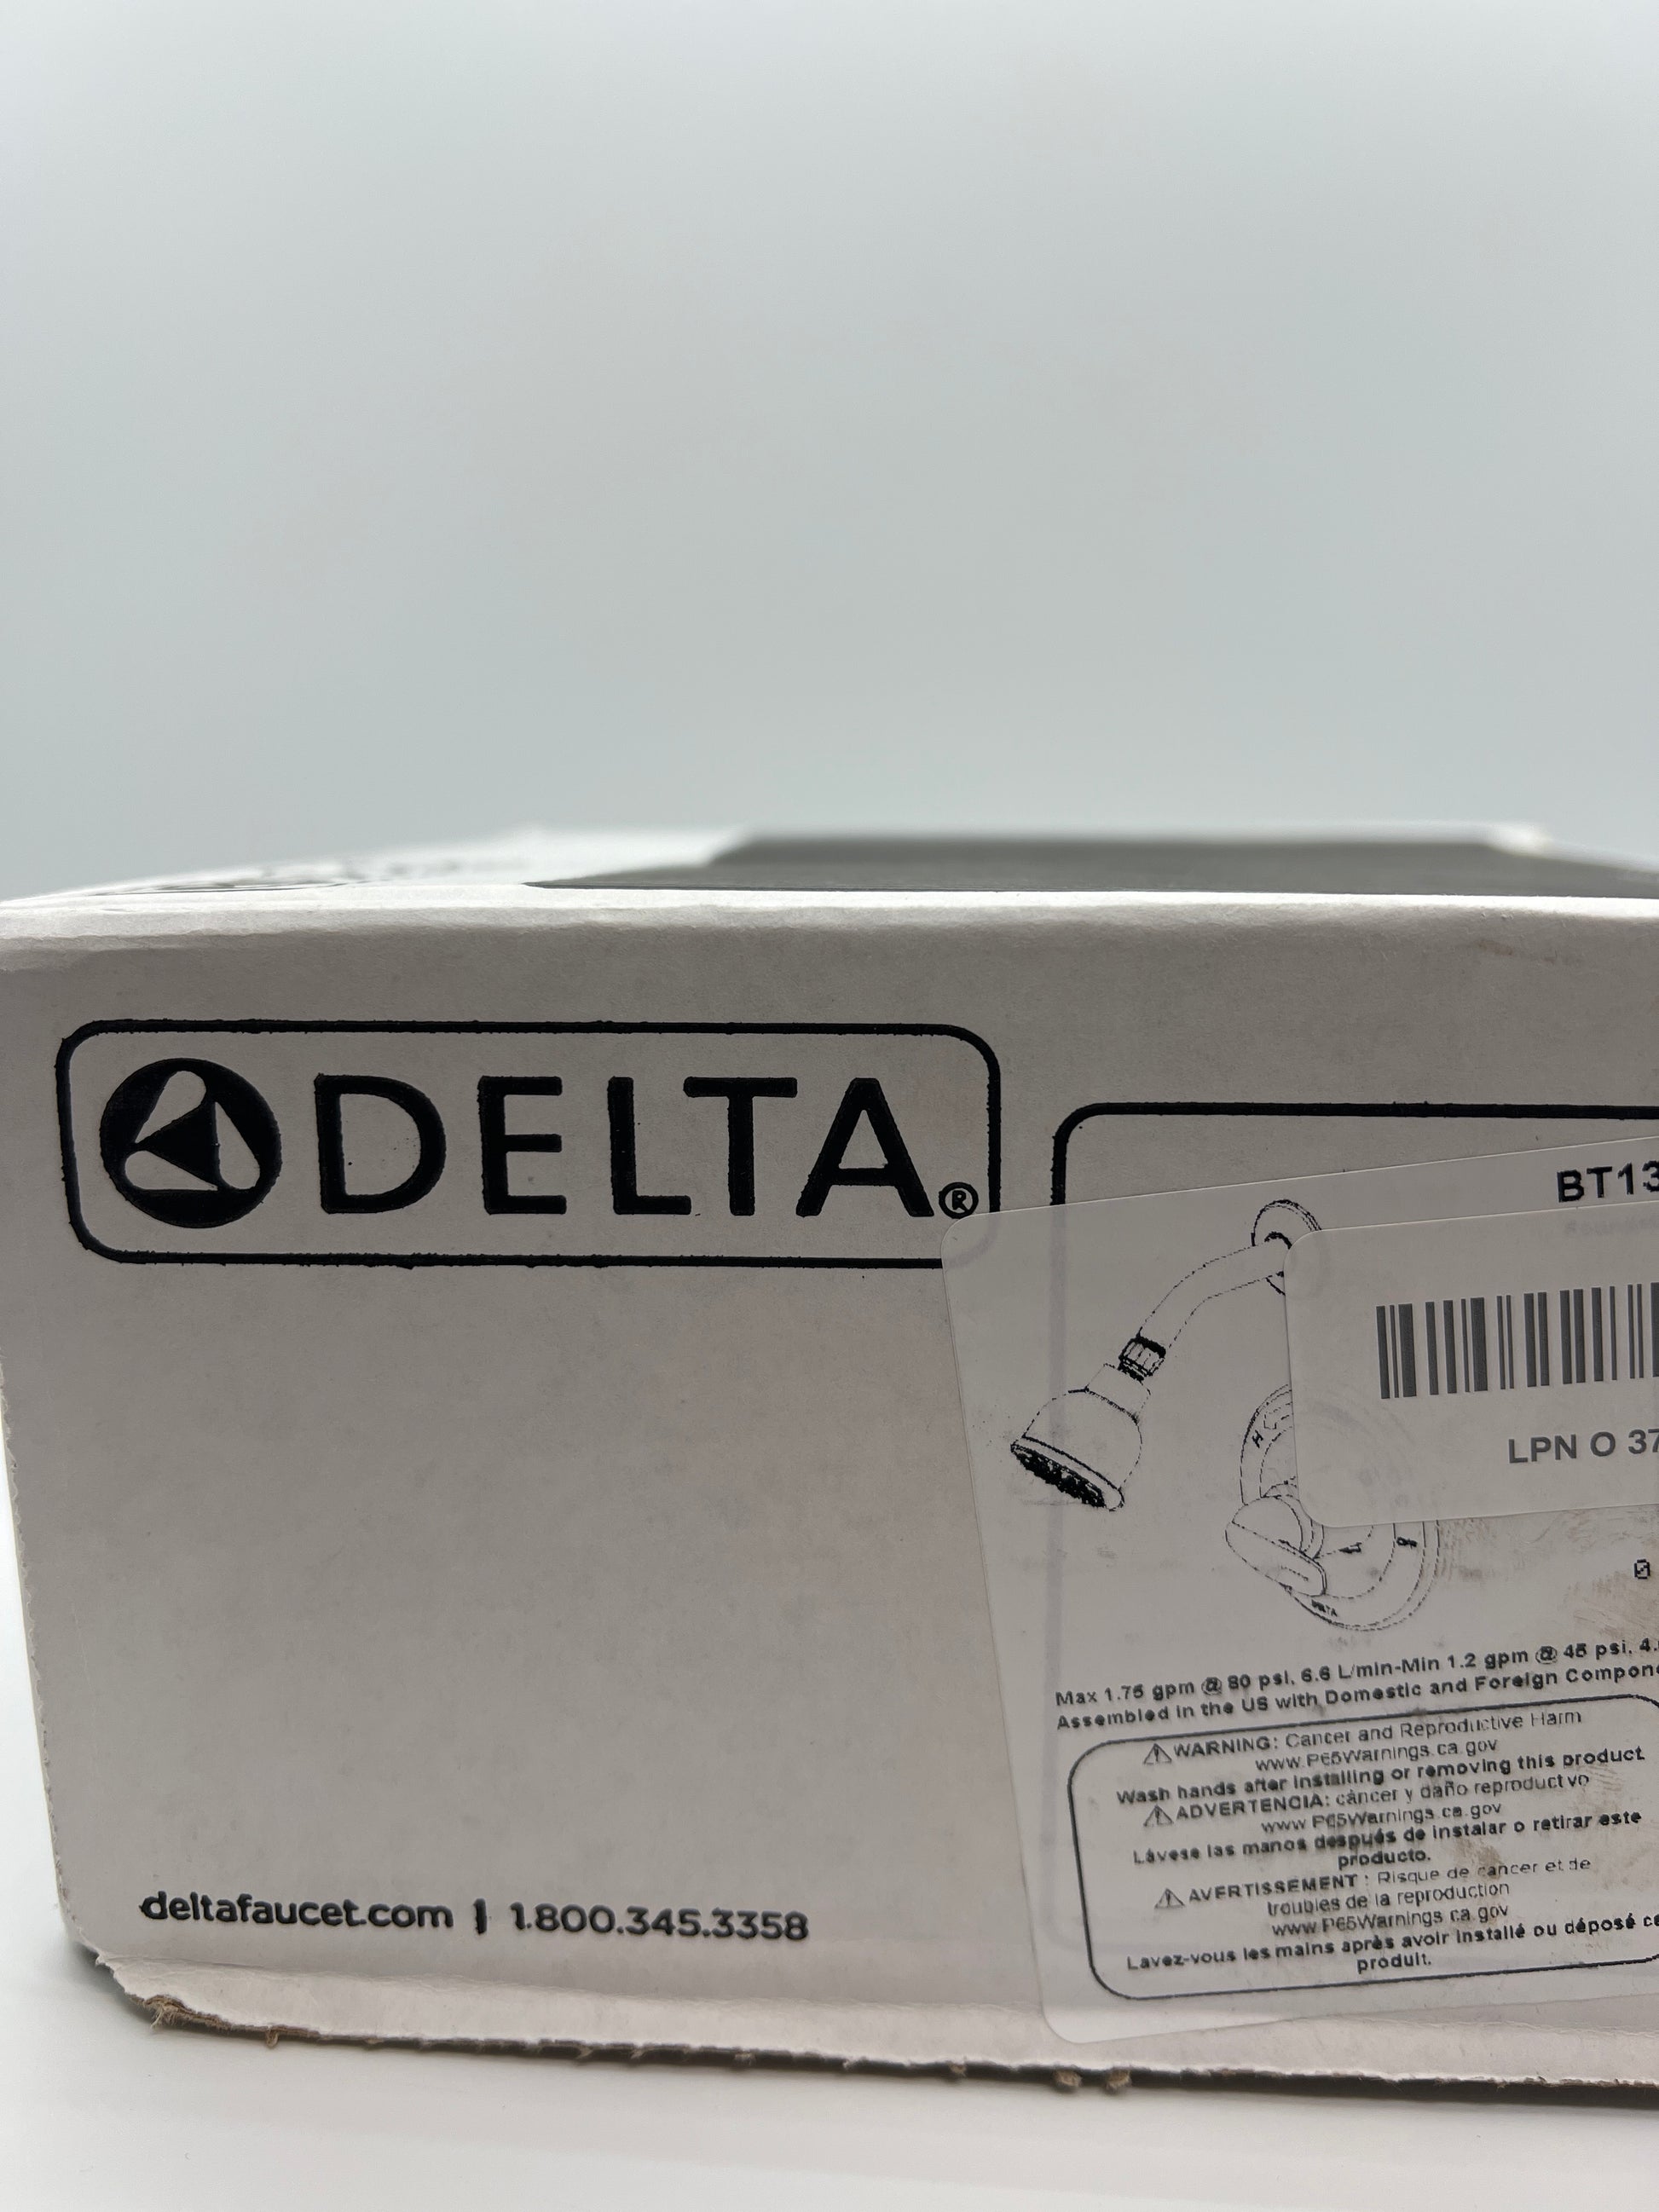 DELTA®
BT13
LPN O 37
H
DELTA
0
Max 1.75 gpm @ 80 psi, 6.6 L/min-Min 1.2 gpm @ 45 psi, 4.
Assembled in the US with Domestic and Foreign Compon
⚠WARNING: Cancer and Reproductive Harm
www.P65Warnings.ca.gov
Wash hands after installing or removing this product.
⚠ADVERTENCIA: cáncer y daño reproductivo
www.P65Warnings.ca.gov
Lávese las manos después de instalar o retirar este
producto.
⚠AVERTISSEMENT : Risque de cancer et de
troubles de la reproduction
www.P65Warnings.ca.gov
Lavez-vous les mains après avoir installé ou déposé ce
produit.
deltafaucet.com | 1.800.345.3358